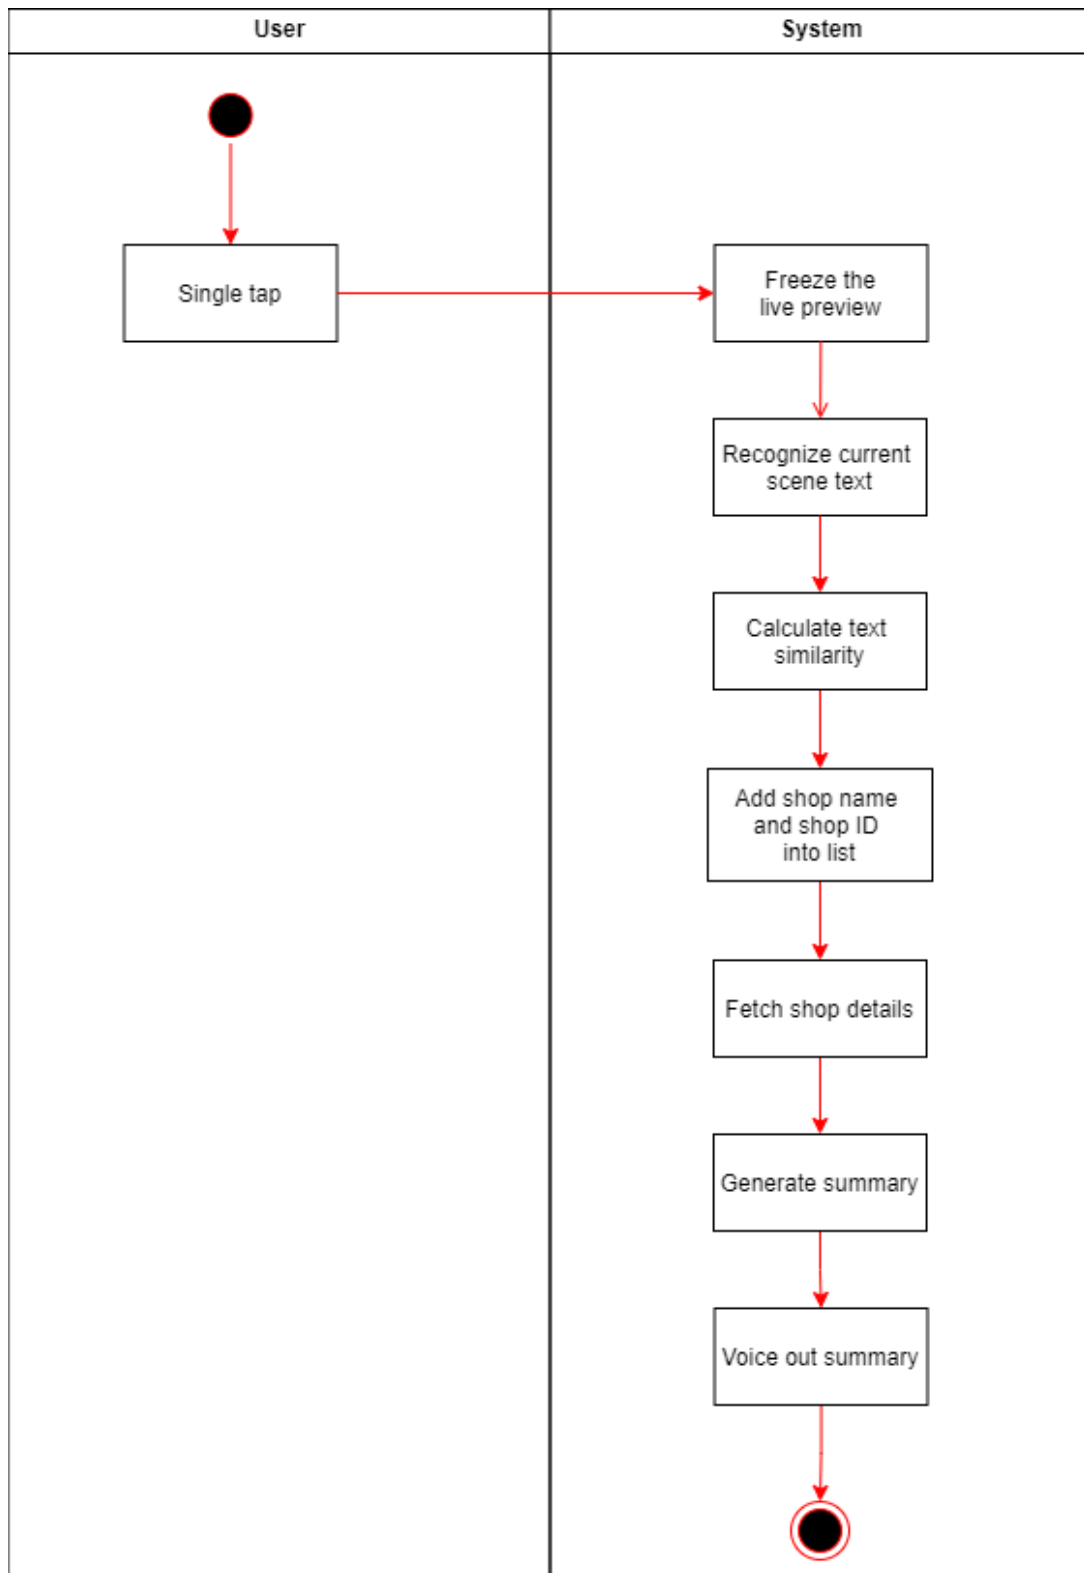 User
System
Single tap
Freeze the
live preview
Recognize current
scene text
Calculate text
similarity
Add shop name
and shop ID
into list
Fetch shop details
Generate summary
Voice out summary